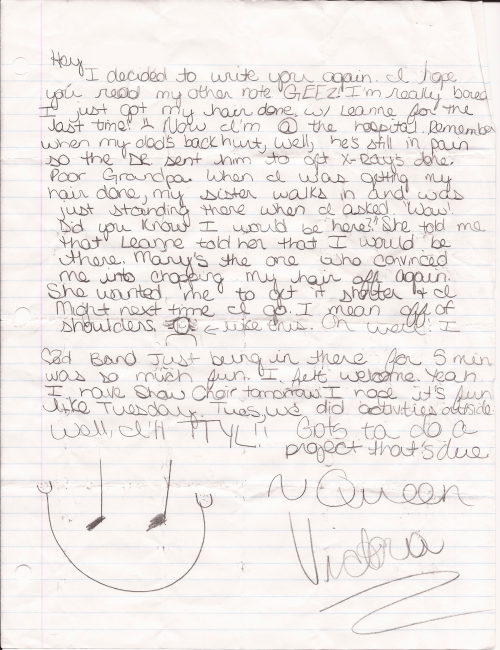 Hey,
I decided to write you again. I hope
you read my other note GEEZ! I'm really bored
I just got my hair done w/ Leanne for the
last time! Now I'm @ the hospital. Remember
when my dad's back hurt, well, he's still in pain
so the sent him to get X-Ray's done.
Poor Grandpa. When I was getting my
hair done, my sister walks in and was
just standing there when I asked, "Wow!
Did you know I would be here?" She told me
that Leanne told her that I would be
there. Mary's the one who convinced
me into chopping my hair off again.
She wanted me to get it shorter & I
might next time I go. I mean off of
shoulders. ← Like this. Oh well! I
Band Just being in there for 5 min
was so much fun. I felt welcome. Yeah
I have Show Choir tomorrow. I hope it's fun
like Tuesday. Tues, we did activities outside.
Well, I'll TTYL!! Gots to do a
project that's due
~ Queen
Victoria